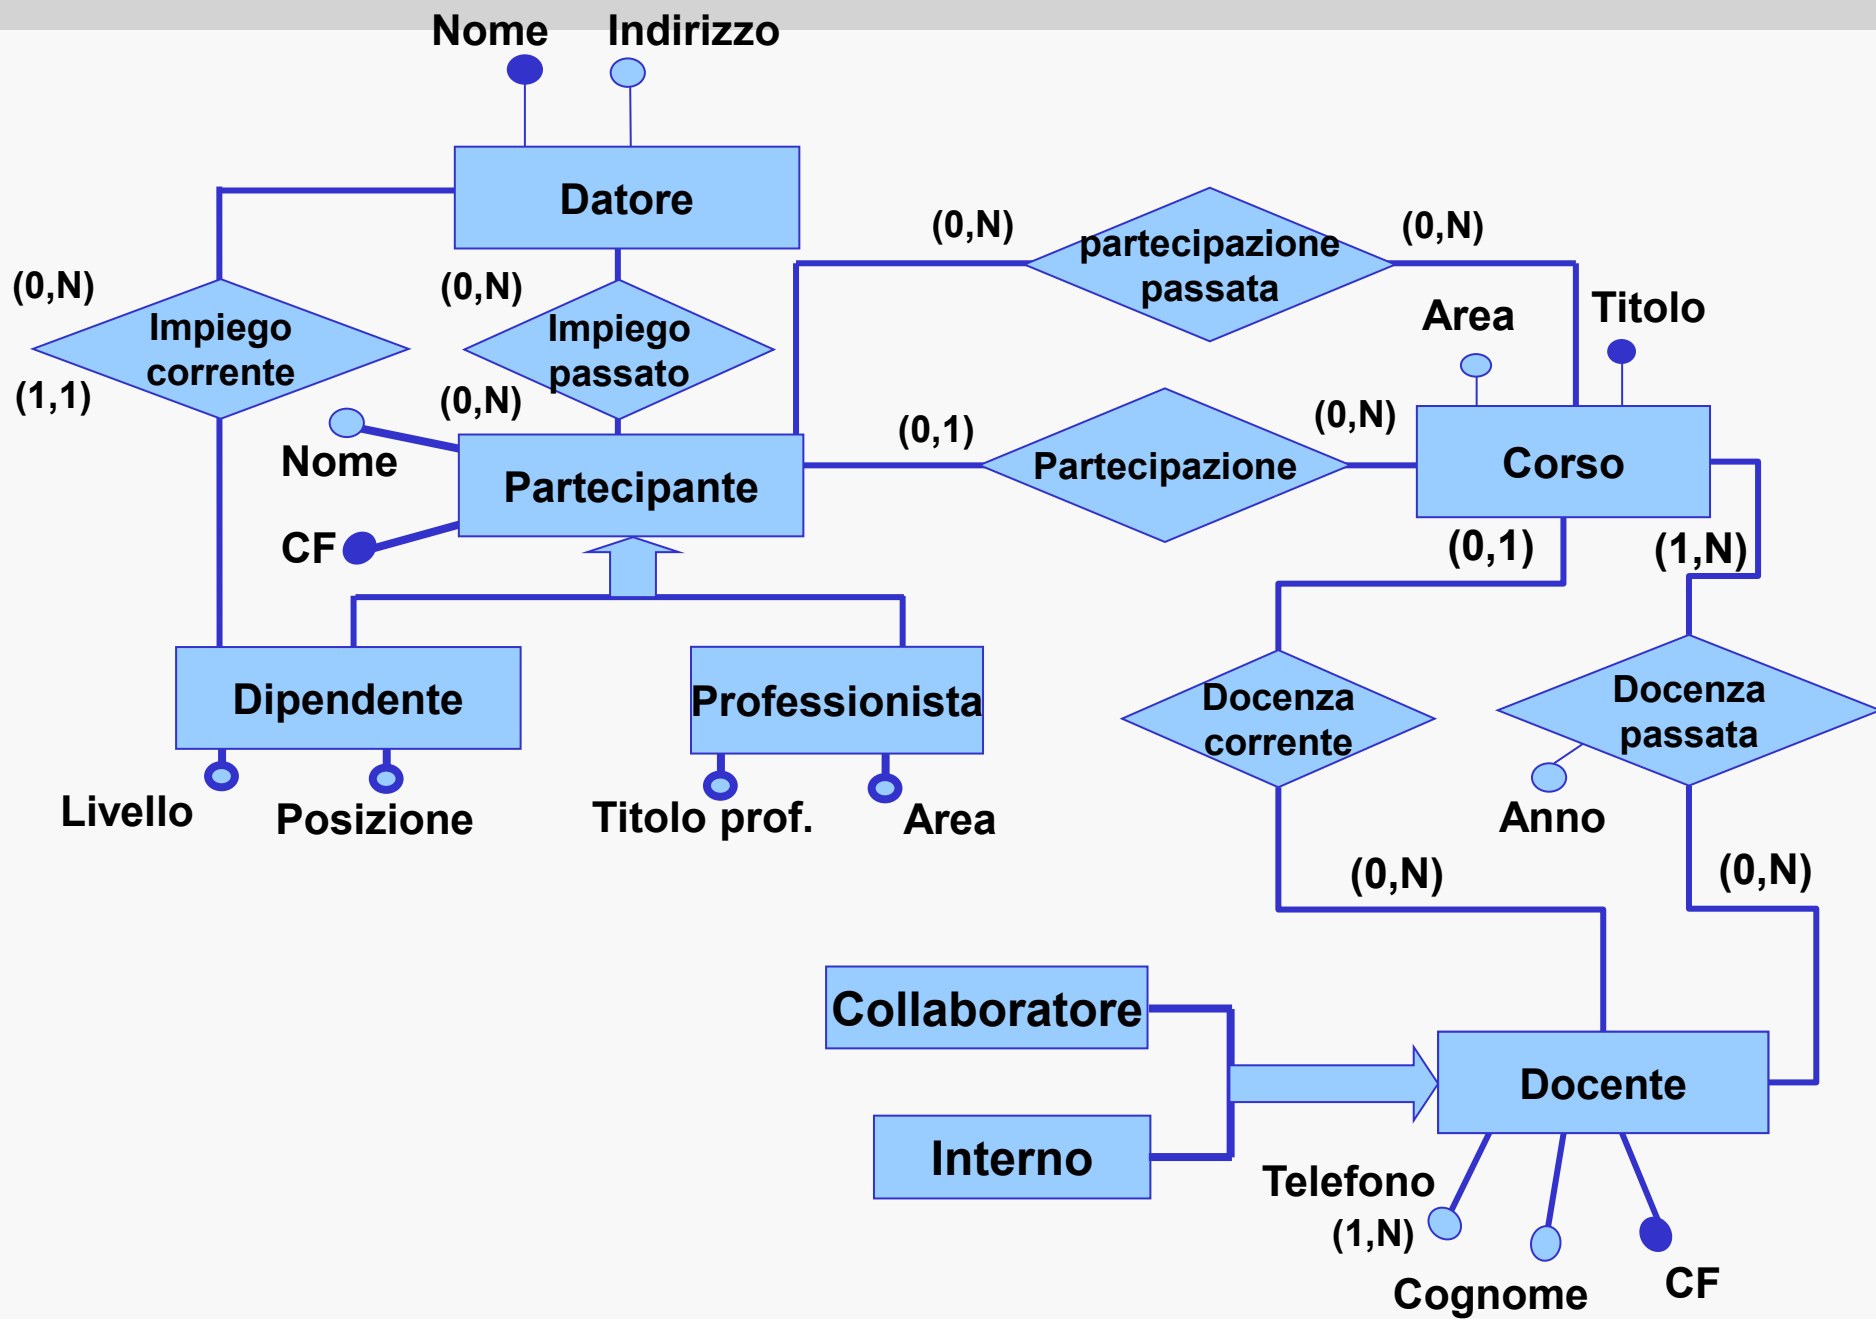 Nome
Indirizzo
Datore
(0,N)
(0,N)
(0,N)
(0,N)
Impiego
corrente
(1,1)
Impiego
passato
(0,N)
partecipazione
passata
Area
Titolo
Nome
CF
Partecipante
(0,1)
Partecipazione
(0,N)
Corso
(0,1)
(1,N)
Dipendente
Professionista
Docenza
corrente
Docenza
passata
Livello
Posizione
Titolo prof.
Area
Anno
(0,N)
(0,N)
Collaboratore
Interno
Docente
Telefono
(1,N)
Cognome
CF